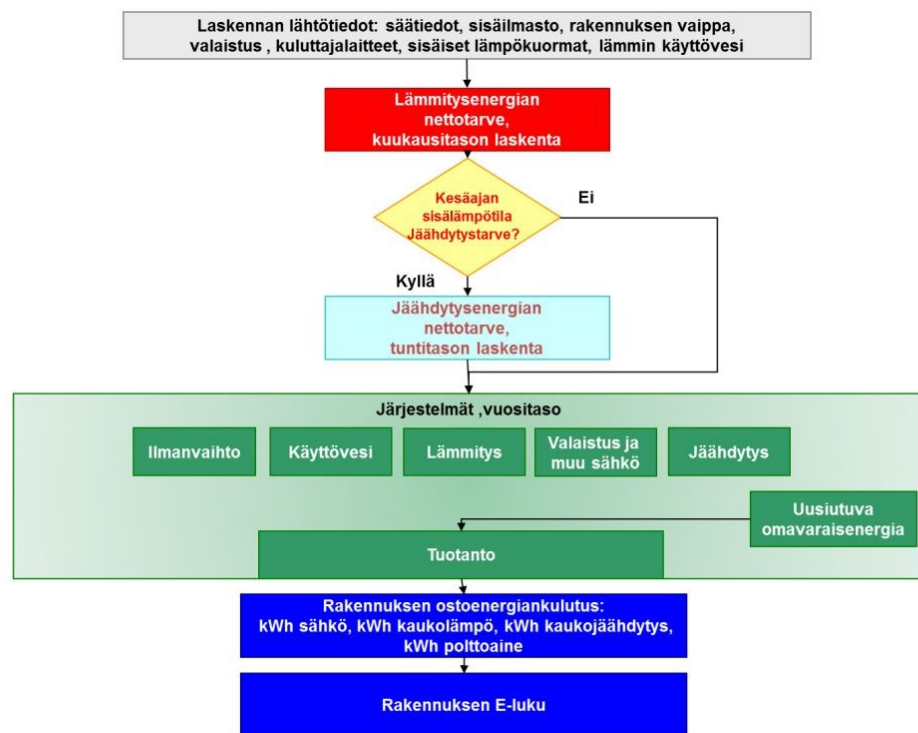 Laskennan lähtötiedot: säätiedot, sisäilmasto, rakennuksen vaippa,
valaistus , kuluttajalaitteet, sisäiset lämpökuormat, lämmin käyttövesi
Lämmitysenergian
nettotarve,
kuukausitason laskenta
Kesäajan
sisälämpötila
Jäähdytystarve?
Ei
Kyllä
Jäähdytysenergian
nettotarve,
tuntitason laskenta
Järjestelmät ,vuositaso
Ilmanvaihto
Käyttövesi
Lämmitys
Valaistus ja
muu sähkö
Jäähdytys
Uusiutuva
omavaraisenergia
Tuotanto
Rakennuksen ostoenergiankulutus:
kWh sähkö, kWh kaukolämpö, kWh kaukojäähdytys,
kWh polttoaine
Rakennuksen E-luku